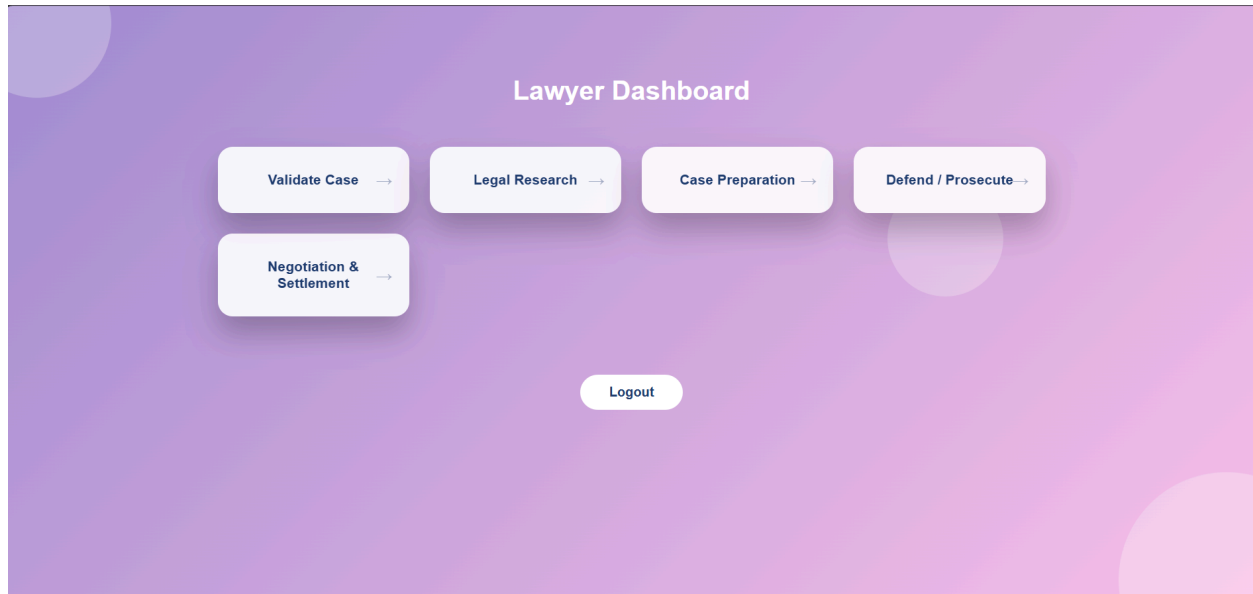 Lawyer Dashboard
Validate Case →
Legal Research →
Case Preparation →
Defend / Prosecute→
Negotiation &
Settlement →
Logout